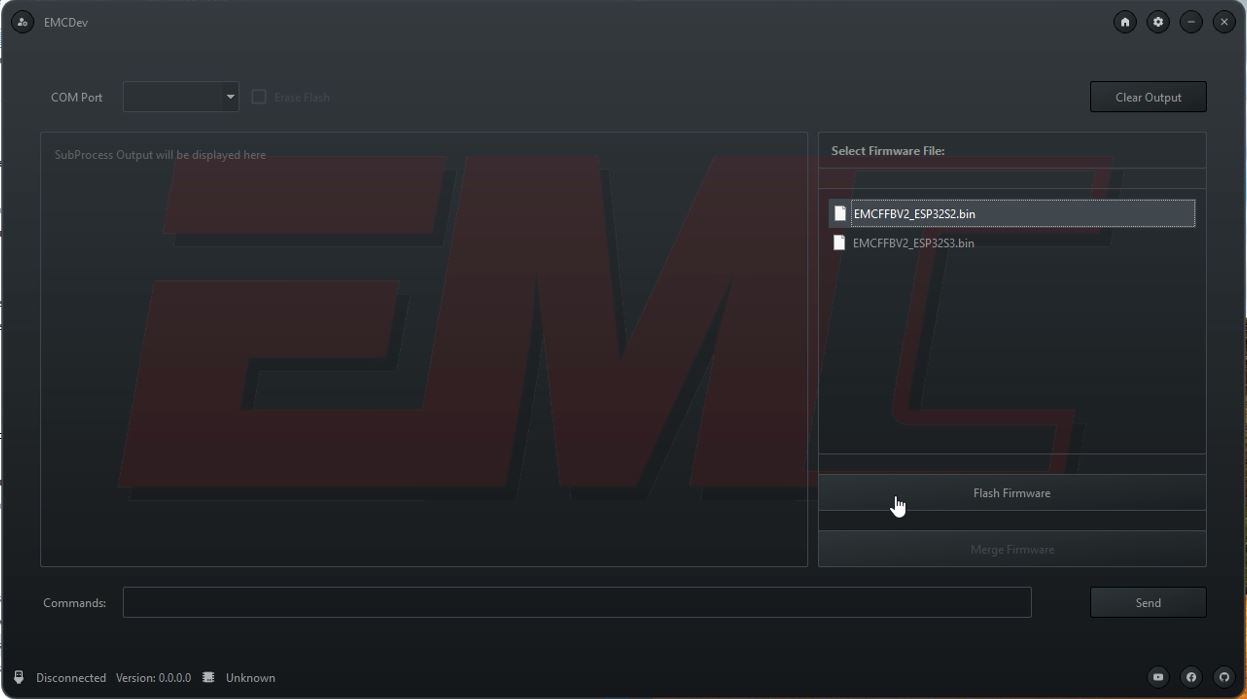 EMCDev
COM Port
Erase Flash
Clear Output
SubProcess Output will be displayed here
Select Firmware File:
EMCFFBV2_ESP32S2.bin
EMCFFBV2_ESP32S3.bin
EMC
Flash Firmware
Merge Firmware
Commands:
Send
Disconnected Version: 0.0.0.0 Unknown